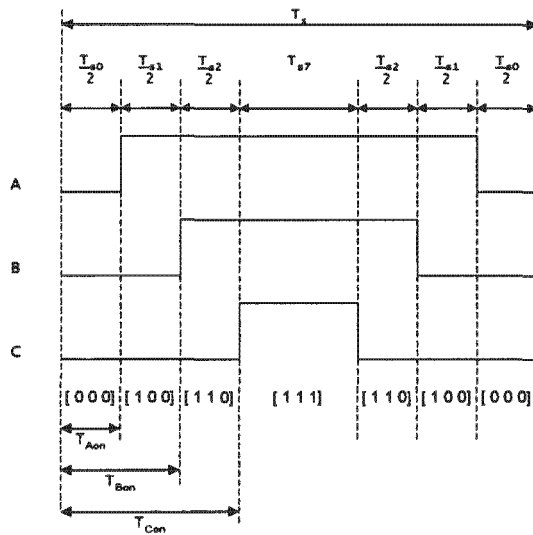 T_s
T_s0/2 T_s1/2 T_s2/2 T_s7 T_s2/2 T_s1/2 T_s0/2
A
B
C
[ 0 0 0 ] [ 1 0 0 ] [ 1 1 0 ] [ 1 1 1 ] [ 1 1 0 ] [ 1 0 0 ] [ 0 0 0 ]
T_Aon
T_Bon
T_Con